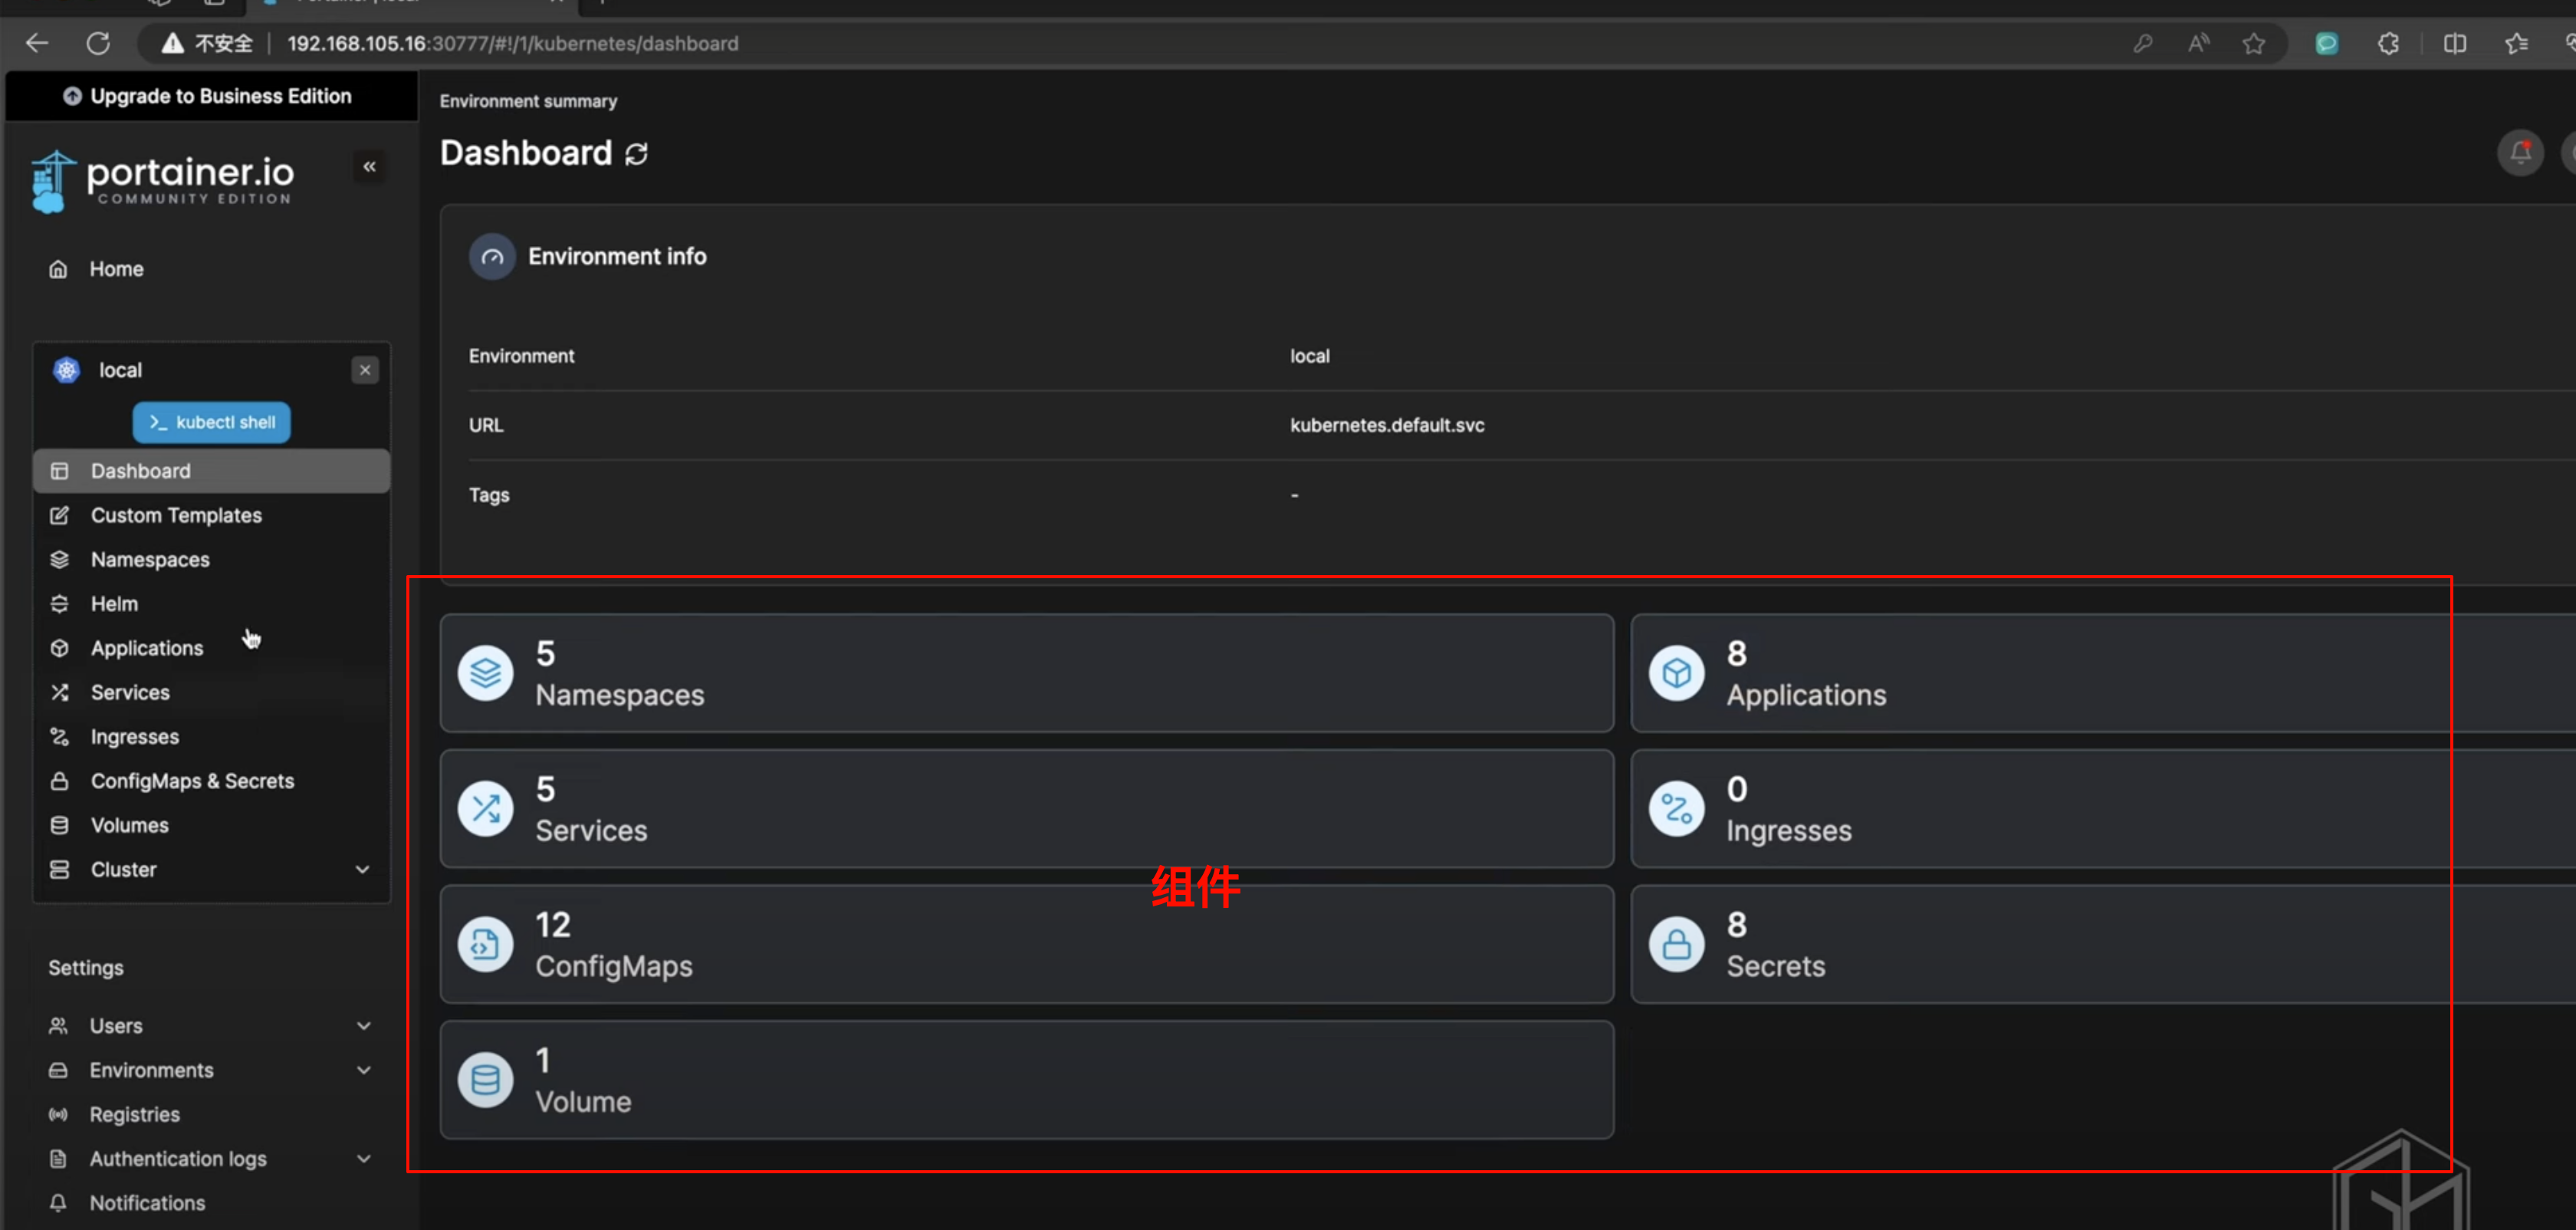 不安全 192.168.105.16:30777/#!/1/kubernetes/dashboard
Upgrade to Business Edition
portainer.io
COMMUNITY EDITION
Home
local
>_ kubectl shell
Dashboard
Custom Templates
Namespaces
Helm
Applications
Services
Ingresses
ConfigMaps & Secrets
Volumes
Cluster
Settings
Users
Environments
Registries
Authentication logs
Notifications
Environment summary
Dashboard
Environment info
Environment local
URL kubernetes.default.svc
Tags -
5
Namespaces
8
Applications
5
Services
0
Ingresses
组件
12
ConfigMaps
8
Secrets
1
Volume